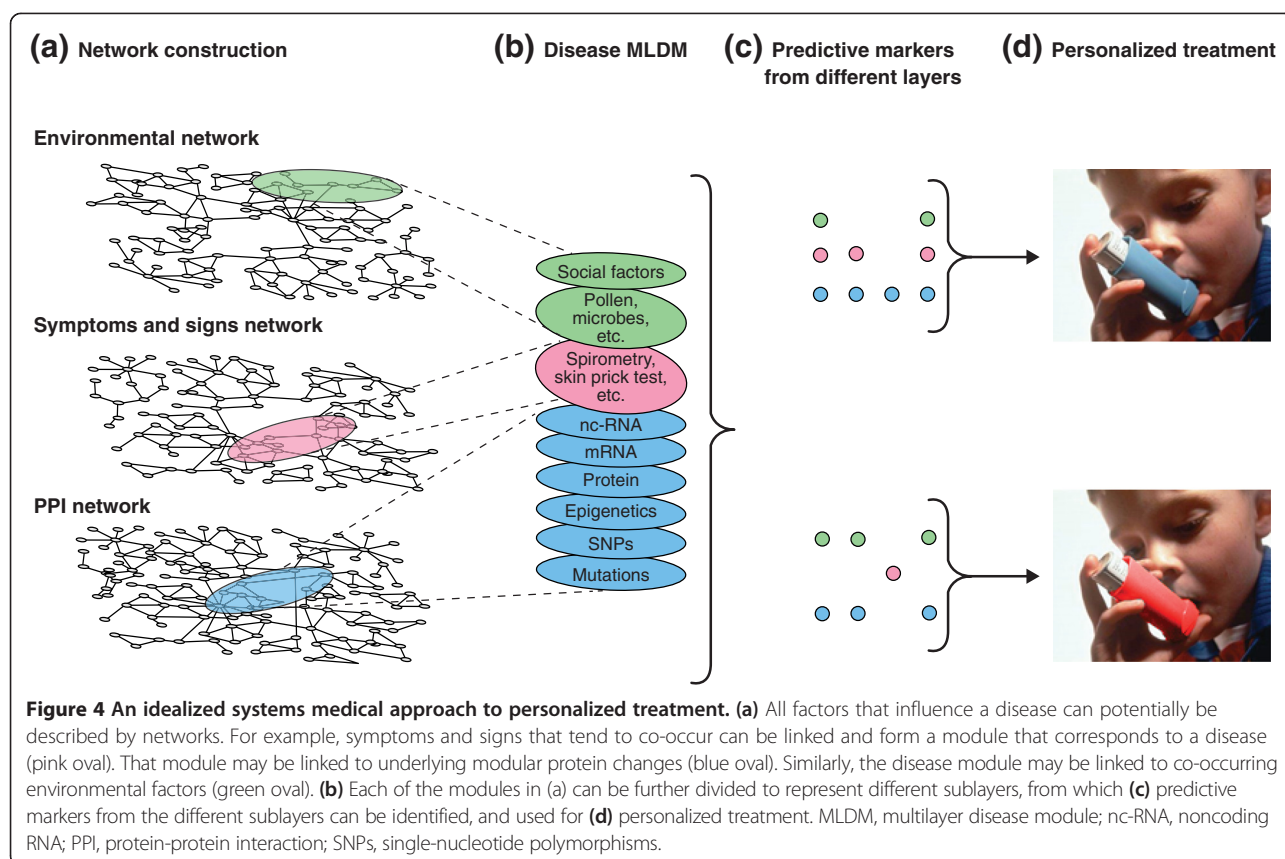 (a) Network construction
(b) Disease MLDM
(c) Predictive markers
from different layers
(d) Personalized treatment
Environmental network
Symptoms and signs network
PPI network
Social factors
Pollen,
microbes,
etc.
Spirometry,
skin prick test,
etc.
nc-RNA
mRNA
Protein
Epigenetics
SNPs
Mutations
Figure 4 An idealized systems medical approach to personalized treatment. (a) All factors that influence a disease can potentially be
described by networks. For example, symptoms and signs that tend to co-occur can be linked and form a module that corresponds to a disease
(pink oval). That module may be linked to underlying modular protein changes (blue oval). Similarly, the disease module may be linked to co-occurring
environmental factors (green oval). (b) Each of the modules in (a) can be further divided to represent different sublayers, from which (c) predictive
markers from the different sublayers can be identified, and used for (d) personalized treatment. MLDM, multilayer disease module; nc-RNA, noncoding
RNA; PPI, protein-protein interaction; SNPs, single-nucleotide polymorphisms.